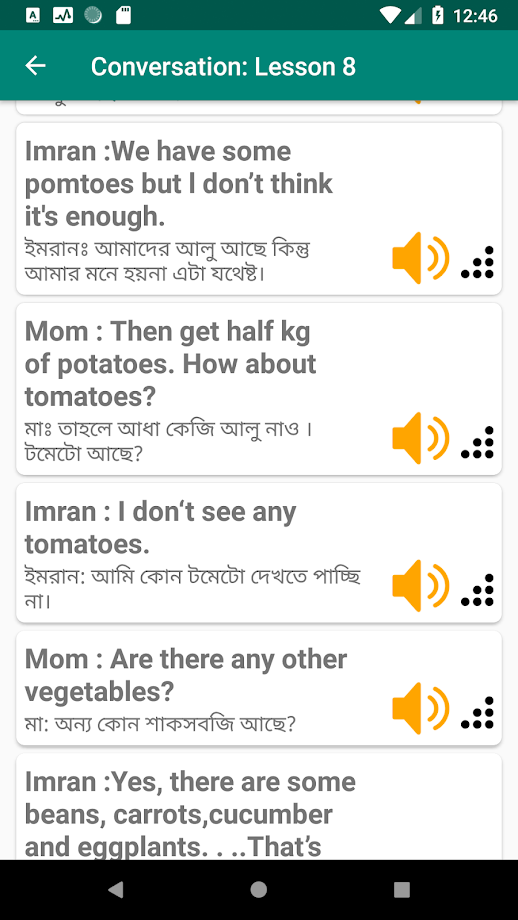 12:46
Conversation: Lesson 8
Imran :We have some
pomtoes but l don’t think
it's enough.
ইমরানঃ আমাদের আলু আছে কিন্তু
আমার মনে হয়না এটা যথেষ্ট।
Mom : Then get half kg
of potatoes. How about
tomatoes?
মাঃ তাহলে আধা কেজি আলু নাও ।
টমেটো আছে?
Imran : I don‘t see any
tomatoes.
ইমরান: আমি কোন টমেটো দেখতে পাচ্ছি
না।
Mom : Are there any other
vegetables?
মা: অন্য কোন শাকসবজি আছে?
Imran :Yes, there are some
beans, carrots,cucumber
and eggplants. . ..That’s